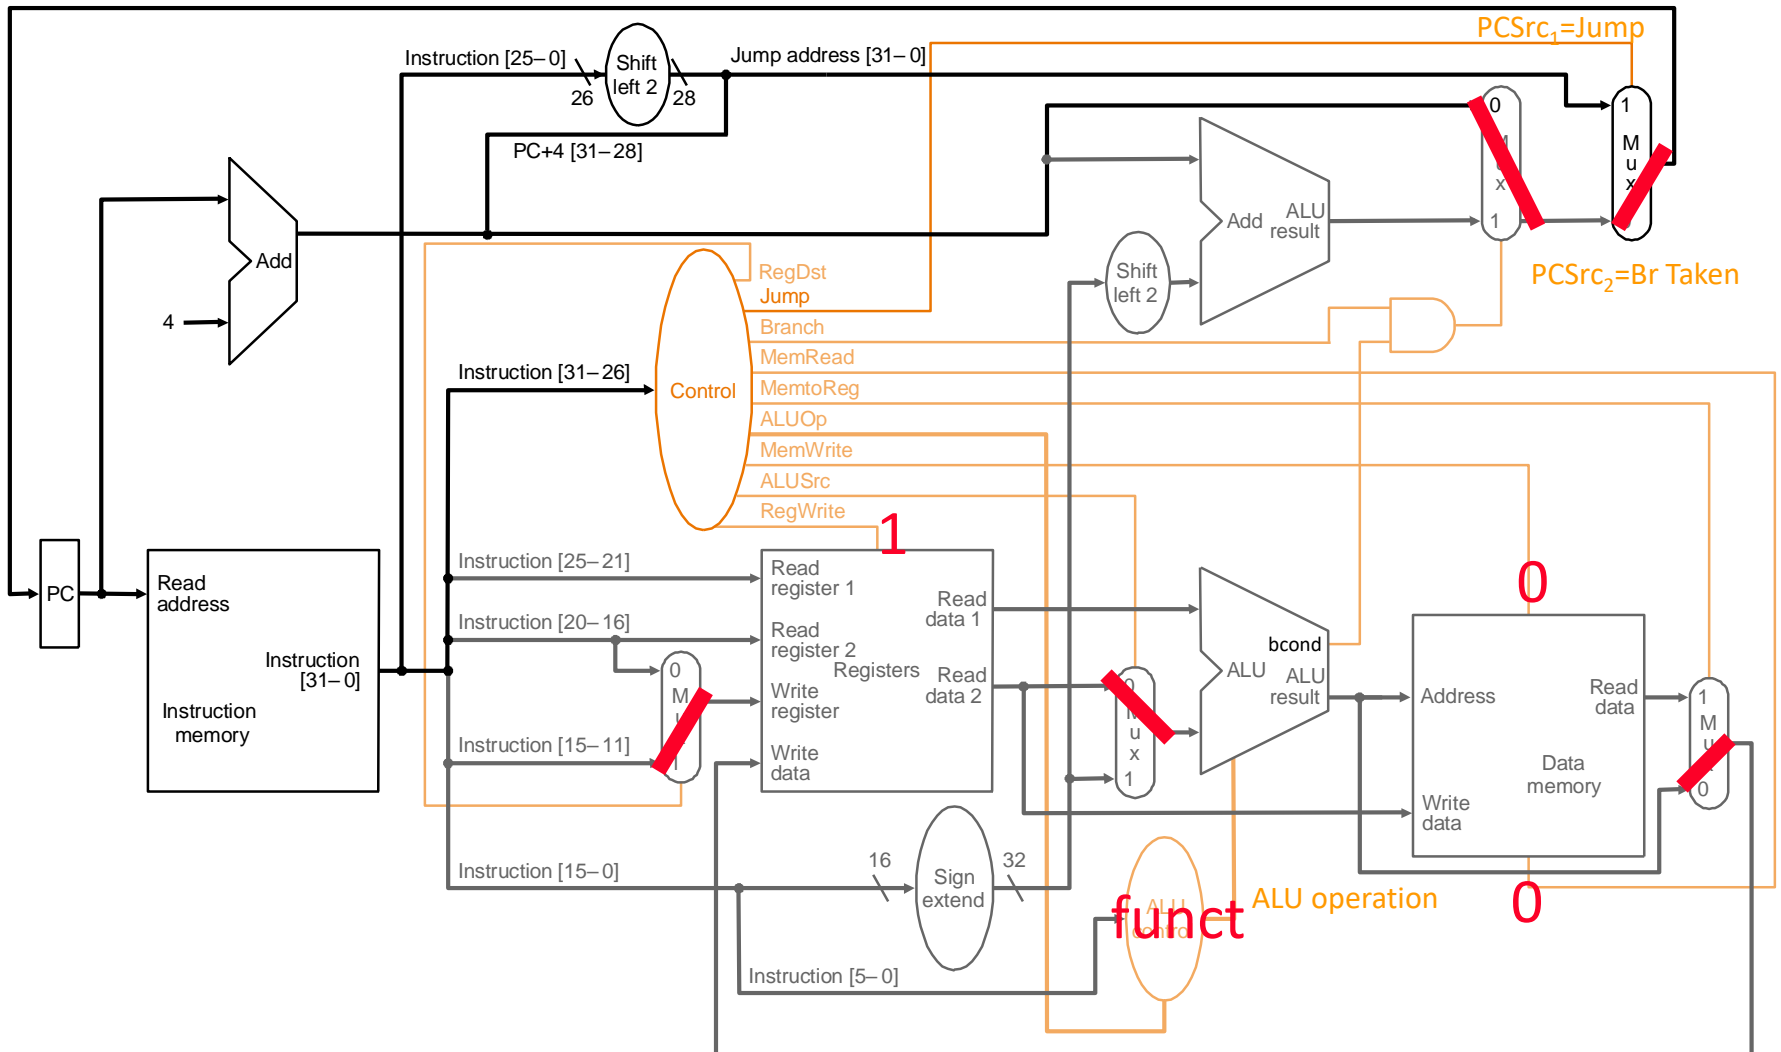 PCSrc1=Jump
Instruction [25–0]
Shift
left 2
Jump address [31–0]
26
28
0
1
M
u
x
M
u
x
1
PC+4 [31–28]
Add
ALU
result
Add
4
Shift
left 2
PCSrc2=Br Taken
RegDst
Jump
Branch
MemRead
MemtoReg
ALUOp
MemWrite
ALUSrc
RegWrite
Instruction [31–26]
Control
1
0
PC
Read
address
Instruction
[31–0]
Instruction
memory
Instruction [25–21]
Instruction [20–16]
Instruction [15–11]
0
M
Read
register 1
Read
register 2
Registers
Write
register
Write
data
Read
data 1
Read
data 2
0
M
u
x
1
bcond
ALU
ALU
result
Address
Read
data
Data
memory
Write
data
1
M
u
0
Instruction [15–0]
16
Sign
extend
32
ALU
control
funct
ALU operation
0
Instruction [5–0]